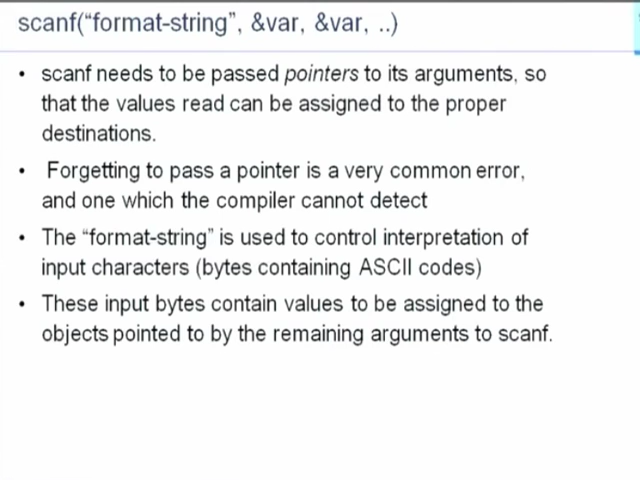 scanf(“format-string”, &var, &var, ..)
• scanf needs to be passed pointers to its arguments, so
that the values read can be assigned to the proper
destinations.
• Forgetting to pass a pointer is a very common error,
and one which the compiler cannot detect
• The “format-string” is used to control interpretation of
input characters (bytes containing ASCII codes)
• These input bytes contain values to be assigned to the
objects pointed to by the remaining arguments to scanf.